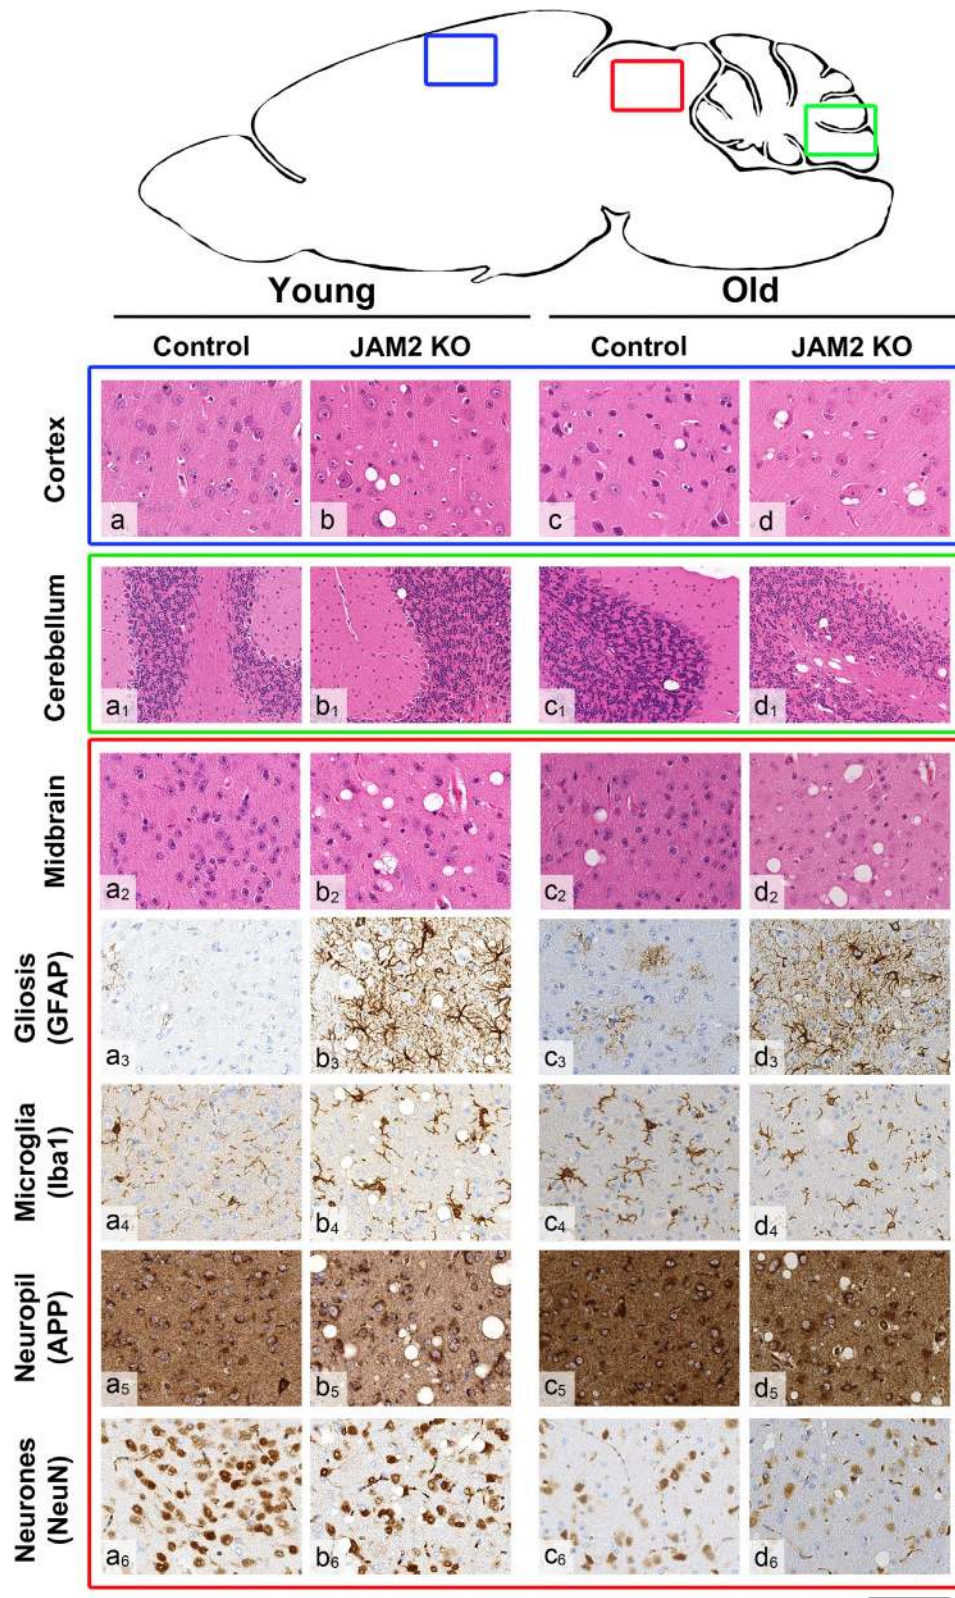 Young Old
Control JAM2 KO Control JAM2 KO
Cortex
a b c d
Cerebellum
a1 b1 c1 d1
Midbrain
a2 b2 c2 d2
Gliosis
(GFAP)
a3 b3 c3 d3
Microglia
(Iba1)
a4 b4 c4 d4
Neuropil
(APP)
a5 b5 c5 d5
Neurones
(NeuN)
a6 b6 c6 d6